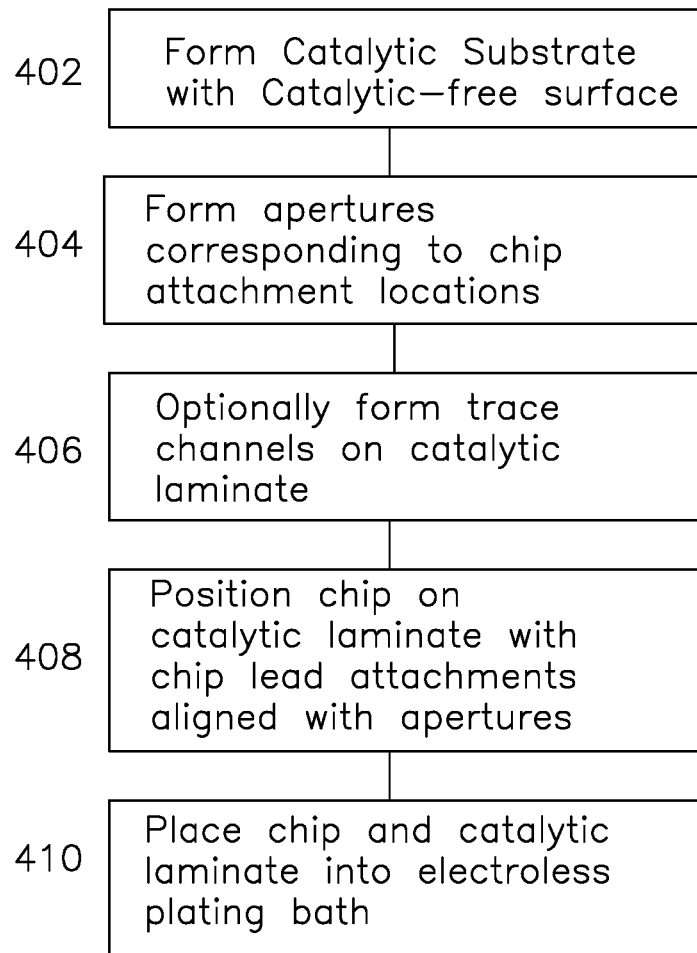 402
Form Catalytic Substrate
with Catalytic-free surface
404
Form apertures
corresponding to chip
attachment locations
406
Optionally form trace
channels on catalytic
laminate
408
Position chip on
catalytic laminate with
chip lead attachments
aligned with apertures
410
Place chip and catalytic
laminate into electroless
plating bath